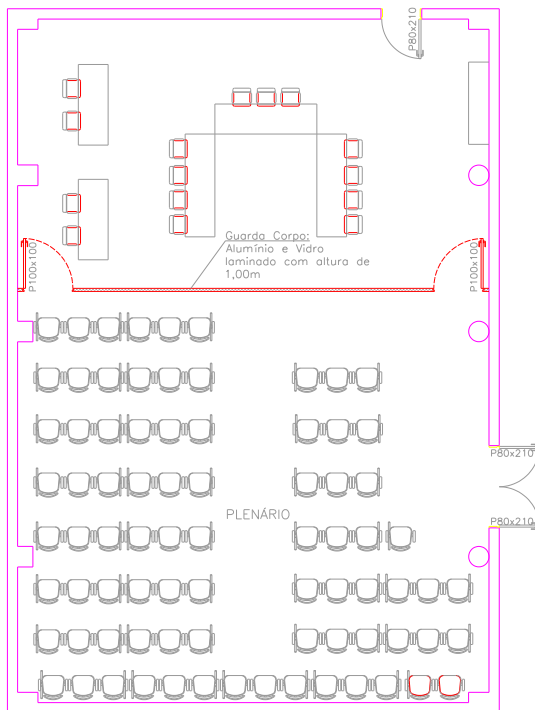 P80x210
Guarda Corpo:
Alumínio e Vidro
laminado com altura de
1,00m
P100x100
P100x100
P80x210
PLENÁRIO
P80x210